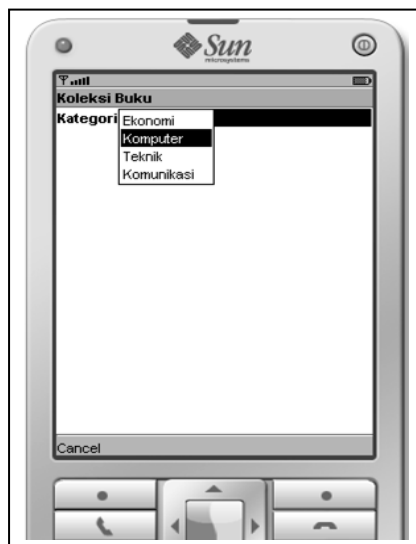 Sun
microsystems
Koleksi Buku
Kategori
Ekonomi
Komputer
Teknik
Komunikasi
Cancel